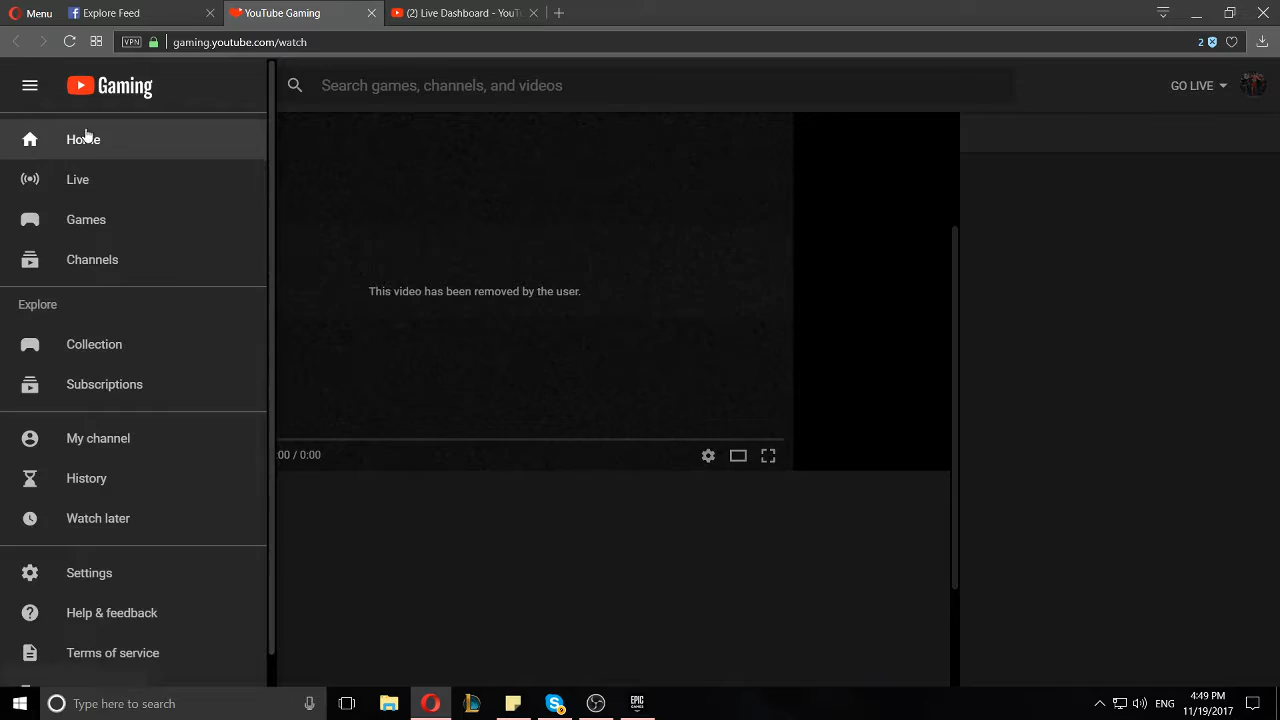 Menu
Explore Feed
YouTube Gaming
(2) Live Dashboard - YouT
VPN
gaming.youtube.com/watch
2
Gaming
Search games, channels, and videos
GO LIVE
Home
Live
Games
Channels
Explore
Collection
Subscriptions
My channel
History
Watch later
Settings
Help & feedback
Terms of service
This video has been removed by the user.
00 / 0:00
Type here to search
EPIC GAMES
ENG
4:49 PM
11/19/2017